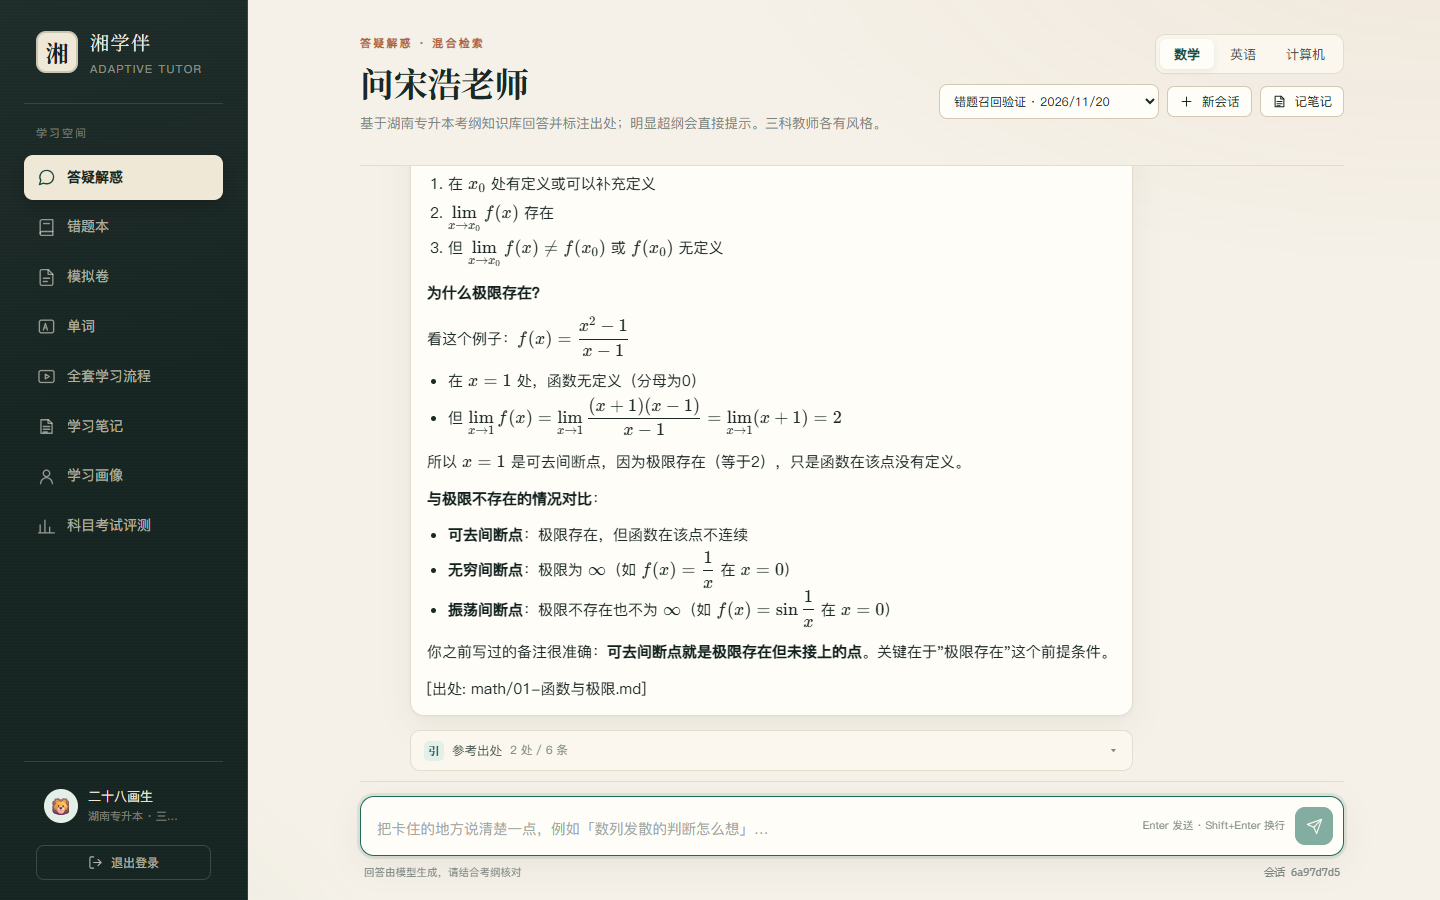 湘
湘学伴
ADAPTIVE TUTOR
学习空间
答疑解惑
错题本
模拟卷
单词
全套学习流程
学习笔记
学习画像
科目考试评测
二十八画生
湖南专升本 · 三…
退出登录
答疑解惑 · 混合检索
问宋浩老师
基于湖南专升本考纲知识库回答并标注出处；明显超纲会直接提示。三科教师各有风格。
数学 英语 计算机
错题召回验证 · 2026/11/20
新会话
记笔记
1. 在 x₀ 处有定义或可以补充定义
2. lim x→x₀ f(x) 存在
3. 但 lim x→x₀ f(x) ≠ f(x₀) 或 f(x₀) 无定义
为什么极限存在?
看这个例子：f(x) = (x² − 1)/(x − 1)
• 在 x = 1 处，函数无定义（分母为0）
• 但 lim x→1 f(x) = lim x→1 (x + 1)(x − 1)/(x − 1) = lim x→1 (x + 1) = 2
所以 x = 1 是可去间断点，因为极限存在（等于2），只是函数在该点没有定义。
与极限不存在的情况对比：
• 可去间断点：极限存在，但函数在该点不连续
• 无穷间断点：极限为 ∞（如 f(x) = 1/x 在 x = 0）
• 振荡间断点：极限不存在也不为 ∞（如 f(x) = sin 1/x 在 x = 0）
你之前写过的备注很准确：可去间断点就是极限存在但未接上的点。关键在于”极限存在”这个前提条件。
[出处: math/01-函数与极限.md]
引 参考出处 2 处 / 6 条
把卡住的地方说清楚一点，例如「数列发散的判断怎么想」…
Enter 发送 · Shift+Enter 换行
回答由模型生成，请结合考纲核对
会话 6a97d7d5